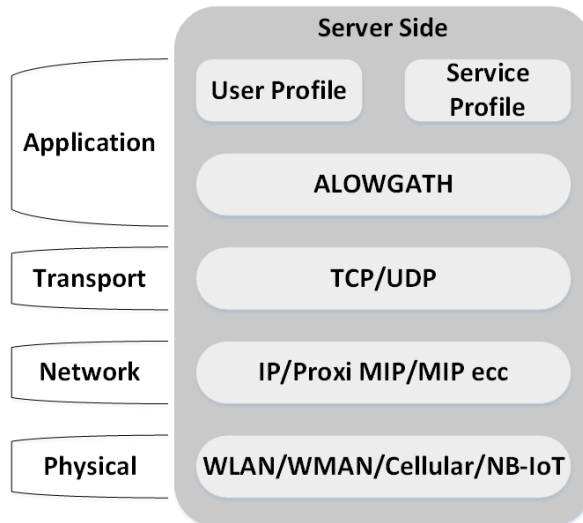 Server Side
User Profile
Service
Profile
Application
ALOWGATH
Transport
TCP/UDP
Network
IP/Proxi MIP/MIP ecc
Physical
WLAN/WMAN/Cellular/NB-IoT